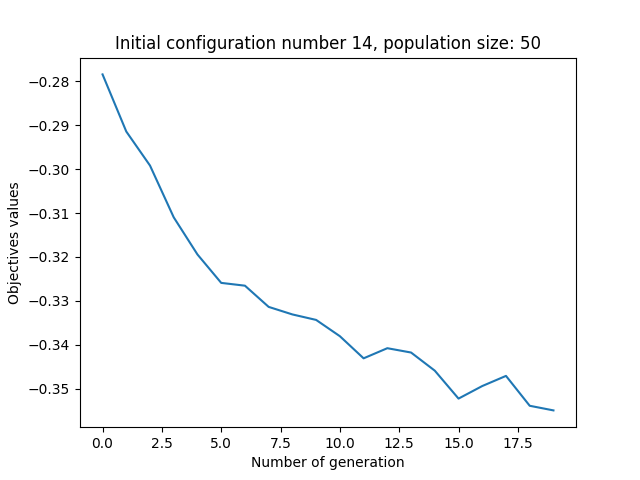 Initial configuration number 14, population size: 50
Objectives values
−0.28
−0.29
−0.30
−0.31
−0.32
−0.33
−0.34
−0.35
0.0 2.5 5.0 7.5 10.0 12.5 15.0 17.5
Number of generation